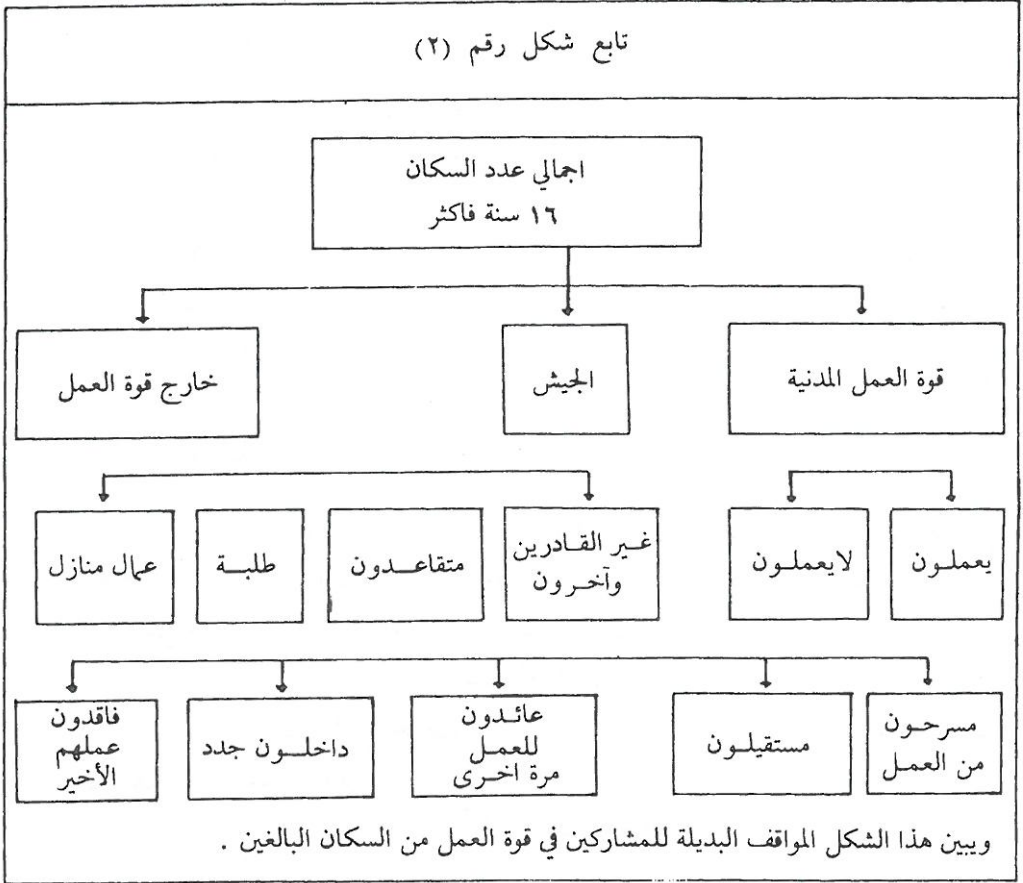 تابع شكل رقم (٢)
اجمالي عدد السكان
١٦ سنة فاكثر
قوة العمل المدنية
الجيش
خارج قوة العمل
يعملون
لايعملون
غير القادرين
وآخرون
متقاعدون
طلبة
عمال منازل
مسرحون
من العمل
مستقيلون
عائدون
للعمل
مرة اخرى
داخلون جدد
فاقدون
عملهم
الأخير
ويبين هذا الشكل المواقف البديلة للمشاركين في قوة العمل من السكان البالغين .